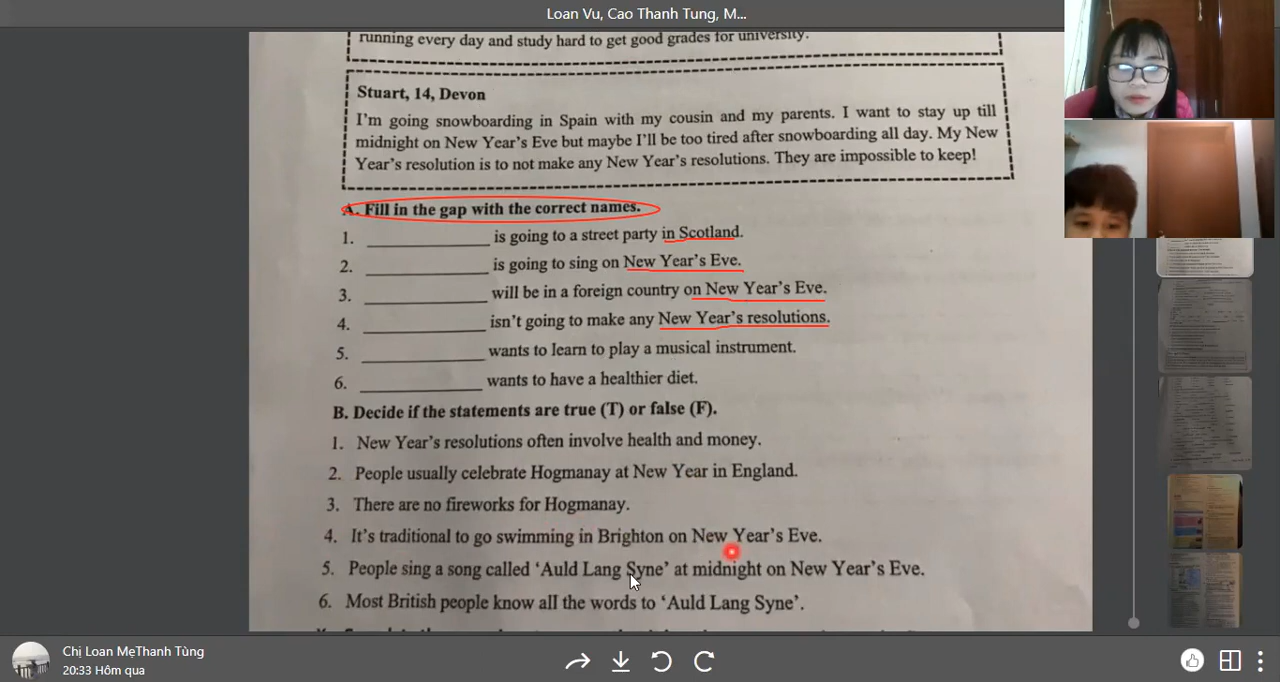 Loan Vu, Cao Thanh Tung, M...
running every day and study hard to get good grades for university.
Stuart, 14, Devon
I'm going snowboarding in Spain with my cousin and my parents. I want to stay up till
midnight on New Year's Eve but maybe I'll be too tired after snowboarding all day. My New
Year's resolution is to not make any New Year's resolutions. They are impossible to keep!
A. Fill in the gap with the correct names.
1. ____________ is going to a street party in Scotland.
2. ____________ is going to sing on New Year's Eve.
3. ____________ will be in a foreign country on New Year's Eve.
4. ____________ isn't going to make any New Year's resolutions.
5. ____________ wants to learn to play a musical instrument.
6. ____________ wants to have a healthier diet.
B. Decide if the statements are true (T) or false (F).
1. New Year's resolutions often involve health and money.
2. People usually celebrate Hogmanay at New Year in England.
3. There are no fireworks for Hogmanay.
4. It's traditional to go swimming in Brighton on New Year's Eve.
5. People sing a song called 'Auld Lang Syne' at midnight on New Year's Eve.
6. Most British people know all the words to 'Auld Lang Syne'.
Chị Loan MẹThanh Tùng
20:33 Hôm qua